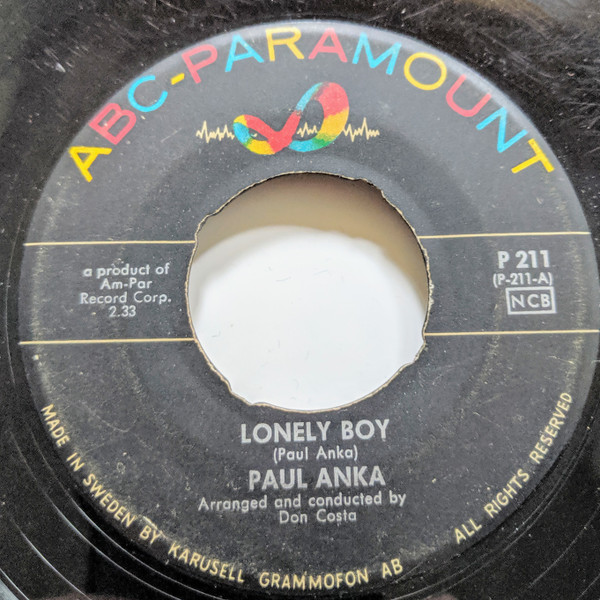 ABC-PARAMOUNT
a product of
Am-Par
Record Corp.
2.33
P 211
(P-211-A)
NCB
LONELY BOY
(Paul Anka)
PAUL ANKA
Arranged and conducted by
Don Costa
MADE IN SWEDEN BY KARUSELL GRAMMOFON AB
ALL RIGHTS RESERVED